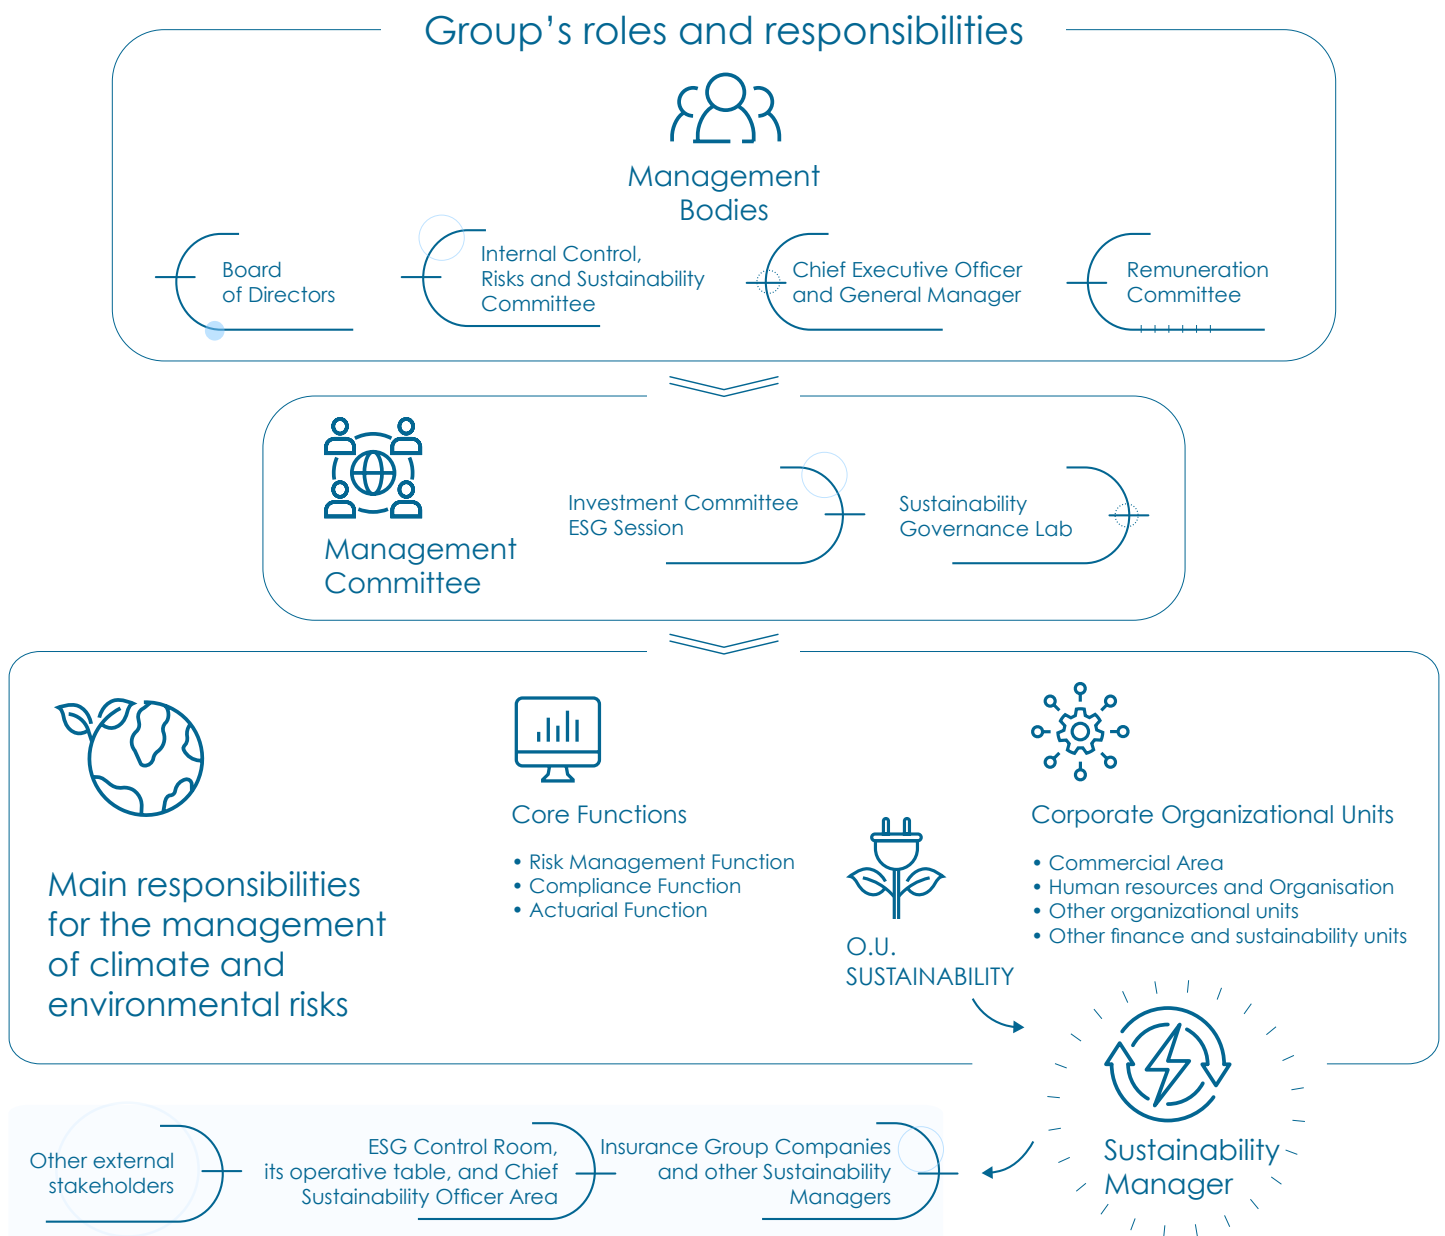 Group's roles and responsibilities
Management
Bodies
Board
of Directors
Internal Control,
Risks and Sustainability
Committee
Chief Executive Officer
and General Manager
Remuneration
Committee
Management
Committee
Investment Committee
ESG Session
Sustainability
Governance Lab
Main responsibilities
for the management
of climate and
environmental risks
Core Functions
• Risk Management Function
• Compliance Function
• Actuarial Function
O.U.
SUSTAINABILITY
Corporate Organizational Units
• Commercial Area
• Human resources and Organisation
• Other organizational units
• Other finance and sustainability units
Sustainability
Manager
Insurance Group Companies
and other Sustainability
Managers
ESG Control Room,
its operative table, and Chief
Sustainability Officer Area
Other external
stakeholders